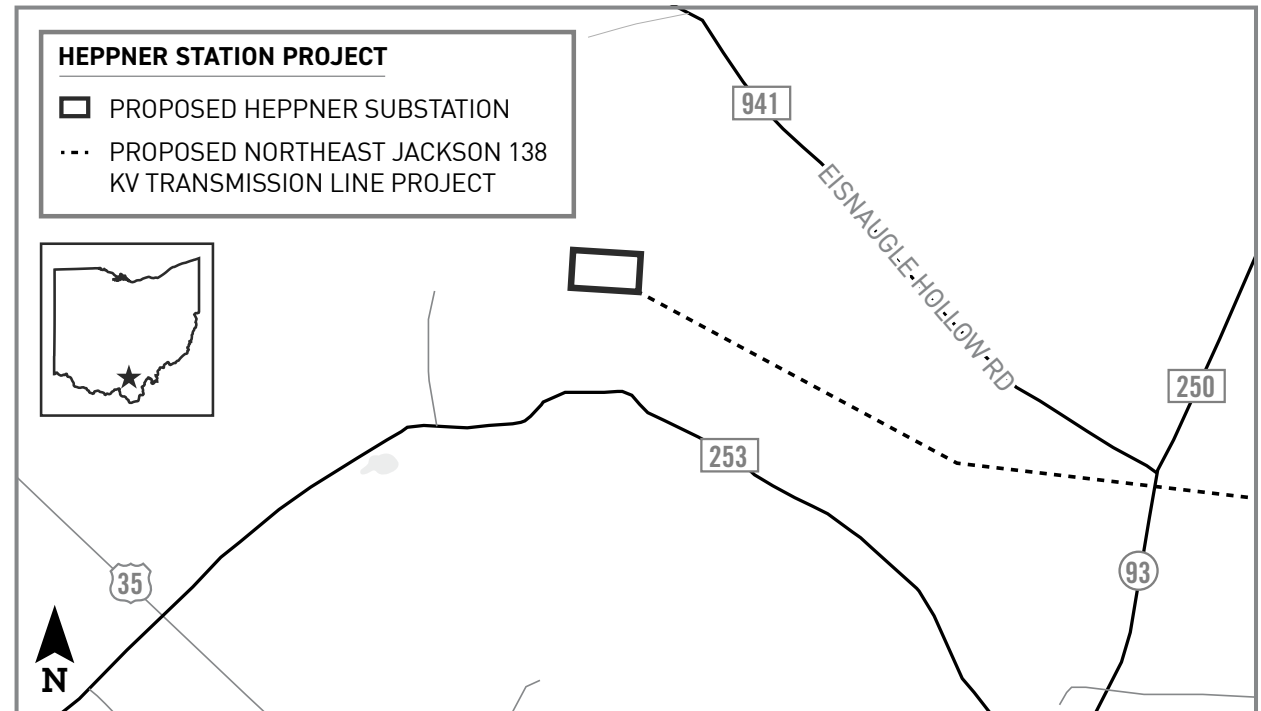 HEPPNER STATION PROJECT
PROPOSED HEPPNER SUBSTATION
PROPOSED NORTHEAST JACKSON 138
KV TRANSMISSION LINE PROJECT
941
EISNAUGLE HOLLOW RD
250
253
93
35
N